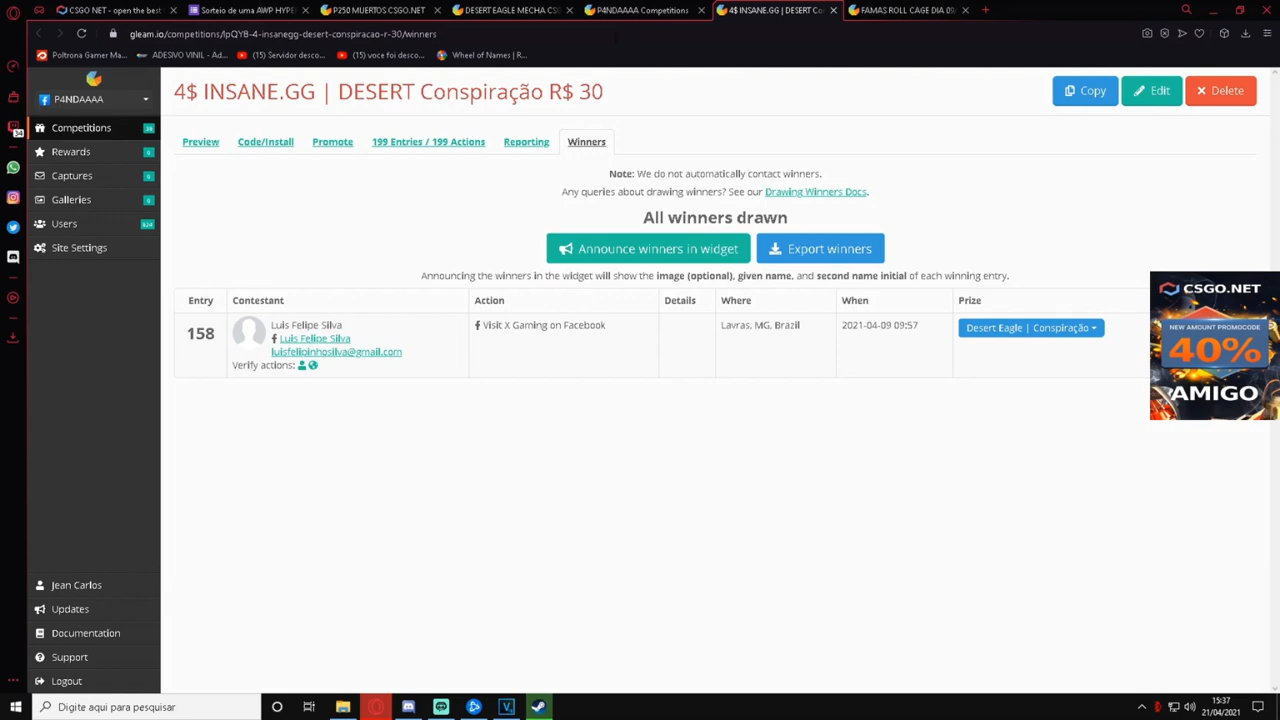 CSGO NET - open the best
Sorteio de uma AWP HYPE
P250 MUERTOS CSGO.NET
DESERT EAGLE MECHA CSG
P4NDAAAA Competitions
4$ INSANE.GG | DESERT Con
FAMAS ROLL CAGE DIA 09/
gleam.io/competitions/IpQY8-4-insanegg-desert-conspiracao-r-30/winners
Poltrona Gamer Ma...
ADESIVO VINIL - Ad...
(15) Servidor desco...
(15) voce foi desco...
Wheel of Names | R...
P4NDAAAA
4$ INSANE.GG | DESERT Conspiração R$ 30
Copy
Edit
Delete
Competitions
Rewards
Captures
Galleries
Users
Site Settings
Preview
Code/Install
Promote
199 Entries / 199 Actions
Reporting
Winners
Note: We do not automatically contact winners.
Any queries about drawing winners? See our Drawing Winners Docs.
All winners drawn
Announce winners in widget
Export winners
Announcing the winners in the widget will show the image (optional), given name, and second name initial of each winning entry.
Entry
Contestant
Action
Details
Where
When
Prize
158
Luis Felipe Silva
Luis Felipe Silva
luisfelipinhosilva@gmail.com
Verify actions:
Visit X Gaming on Facebook
Lavras, MG, Brazil
2021-04-09 09:57
Desert Eagle | Conspiração
CSGO.NET
NEW AMOUNT PROMOCODE
40%
AMIGO
Jean Carlos
Updates
Documentation
Support
Logout
Digite aqui para pesquisar
15:37
21/04/2021